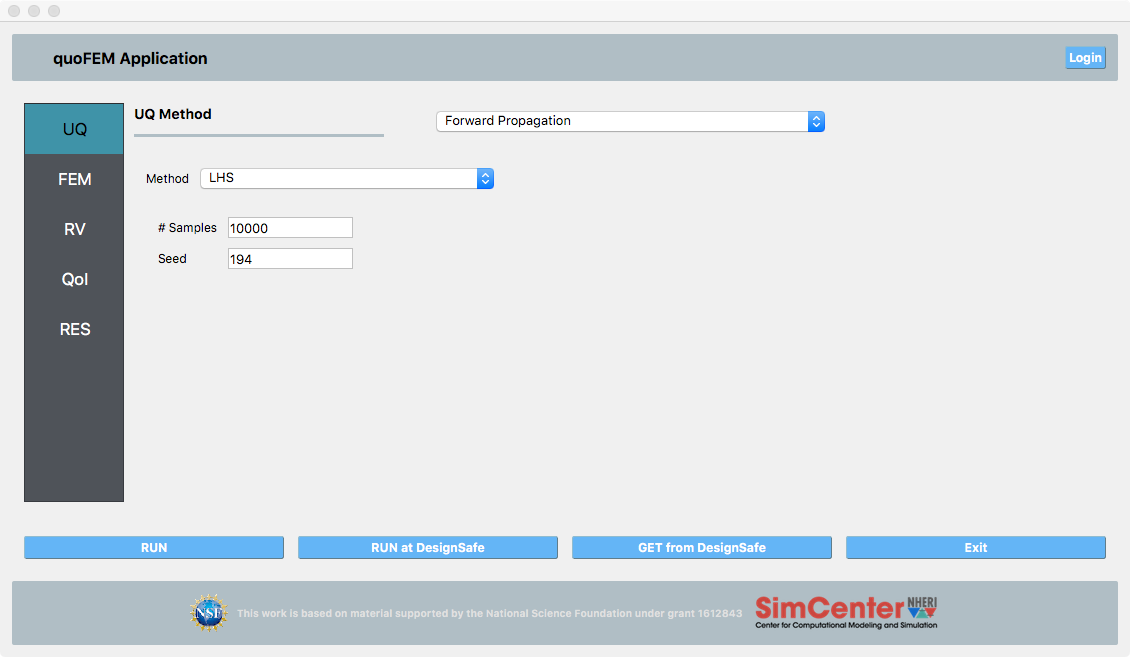 quoFEM Application
Login
UQ
FEM
RV
QoI
RES
UQ Method
Forward Propagation
Method
LHS
# Samples
10000
Seed
194
RUN
RUN at DesignSafe
GET from DesignSafe
Exit
NSF
This work is based on material supported by the National Science Foundation under grant 1612843
SimCenter
NHERI
Center for Computational Modeling and Simulation